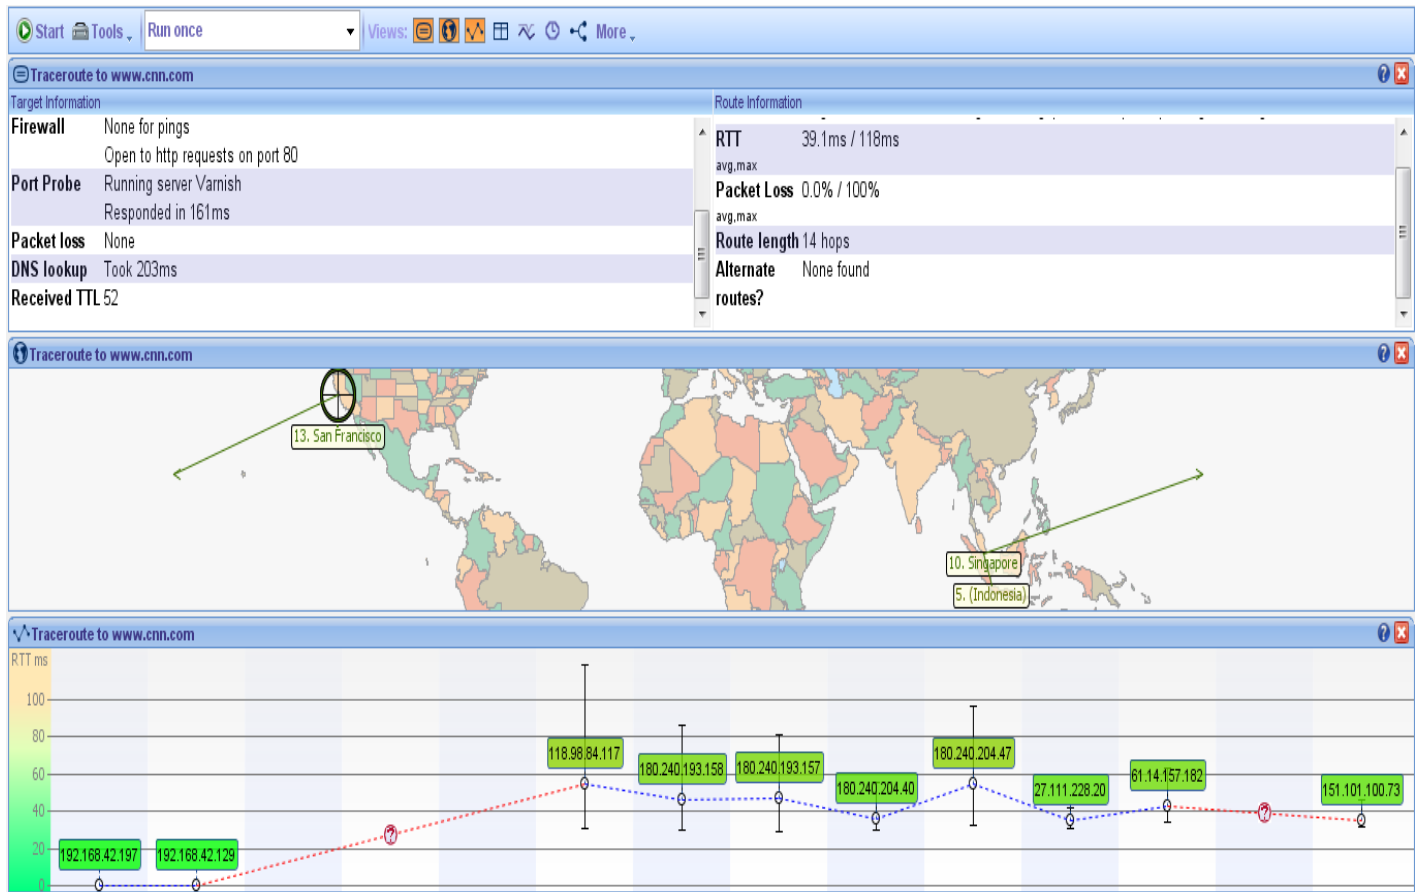 Start Tools Run once Views: More
Traceroute to www.cnn.com
Target Information
Firewall None for pings
Open to http requests on port 80
Port Probe Running server Varnish
Responded in 161ms
Packet loss None
DNS lookup Took 203ms
Received TTL 52
Route Information
RTT 39.1ms / 118ms
avg,max
Packet Loss 0.0% / 100%
avg,max
Route length 14 hops
Alternate None found
routes?
Traceroute to www.cnn.com
13. San Francisco
10. Singapore
5. (Indonesia)
Traceroute to www.cnn.com
RTT ms
100
80
60
40
20
0
192.168.42.197
192.168.42.129
?
118.98.84.117
180.240.193.158
180.240.193.157
180.240.204.40
180.240.204.47
27.111.228.20
61.14.157.182
?
151.101.100.73